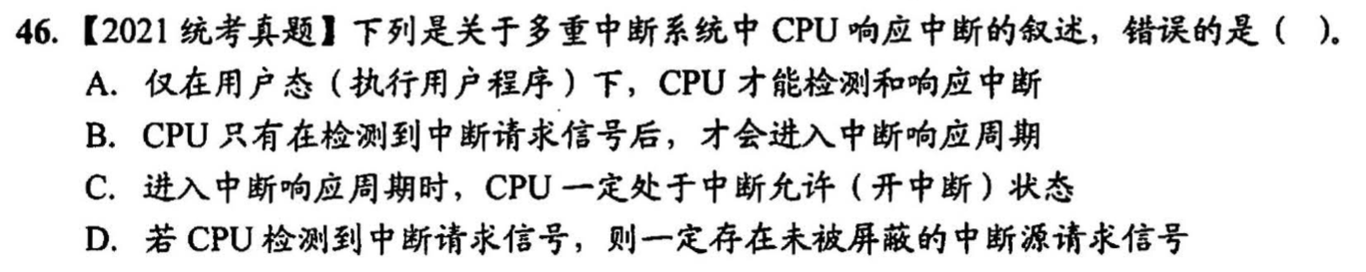 46.【2021 统考真题】下列是关于多重中断系统中 CPU 响应中断的叙述，错误的是（ ）。
A. 仅在用户态（执行用户程序）下，CPU 才能检测和响应中断
B. CPU 只有在检测到中断请求信号后，才会进入中断响应周期
C. 进入中断响应周期时，CPU 一定处于中断允许（开中断）状态
D. 若 CPU 检测到中断请求信号，则一定存在未被屏蔽的中断源请求信号